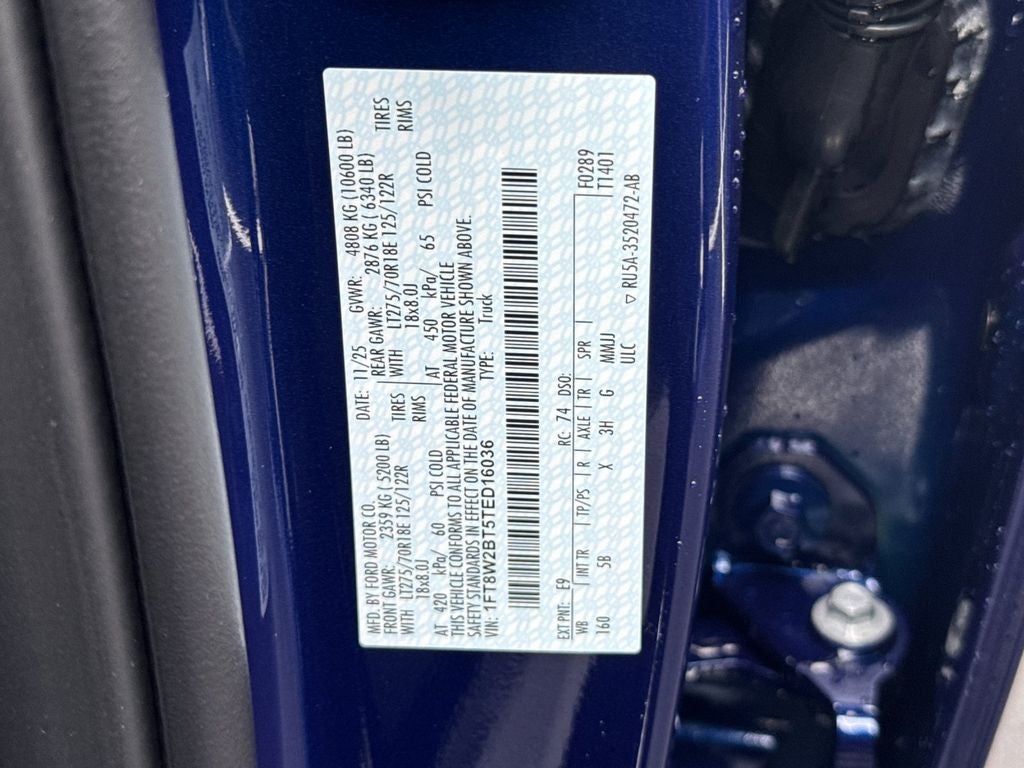 MFD. BY FORD MOTOR CO.
DATE: 11/25 GVWR: 4808 KG (10600 LB)
FRONT GAWR: 2359 KG ( 5200 LB) REAR GAWR: 2876 KG ( 6340 LB)
WITH LT275/70R18E 125/122R TIRES WITH LT275/70R18E 125/122R TIRES
18x8.0J RIMS 18x8.0J RIMS
AT 420 kPa/ 60 PSI COLD AT 450 kPa/ 65 PSI COLD
THIS VEHICLE CONFORMS TO ALL APPLICABLE FEDERAL MOTOR VEHICLE
SAFETY STANDARDS IN EFFECT ON THE DATE OF MANUFACTURE SHOWN ABOVE.
VIN: 1FT8W2BT5TED16036 TYPE: Truck
EXT PNT: E9 RC: 74 DSO: F0289
WB INT TR TP/PS R AXLE TR SPR T1401
160 5B X 3H G MMUJ
ULC ▽ RU5A-3520472-AB